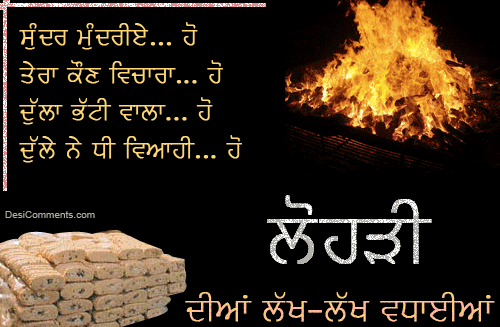 ਸੁੰਦਰ ਮੁੰਦਰੀਏ... ਹੋ
ਤੇਰਾ ਕੌਣ ਵਿਚਾਰਾ... ਹੋ
ਦੁੱਲਾ ਭੱਟੀ ਵਾਲਾ... ਹੋ
ਦੁੱਲੇ ਨੇ ਧੀ ਵਿਆਹੀ... ਹੋ
DesiComments.com
ਲੋਹੜੀ
ਦੀਆਂ ਲੱਖ-ਲੱਖ ਵਧਾਈਆਂ